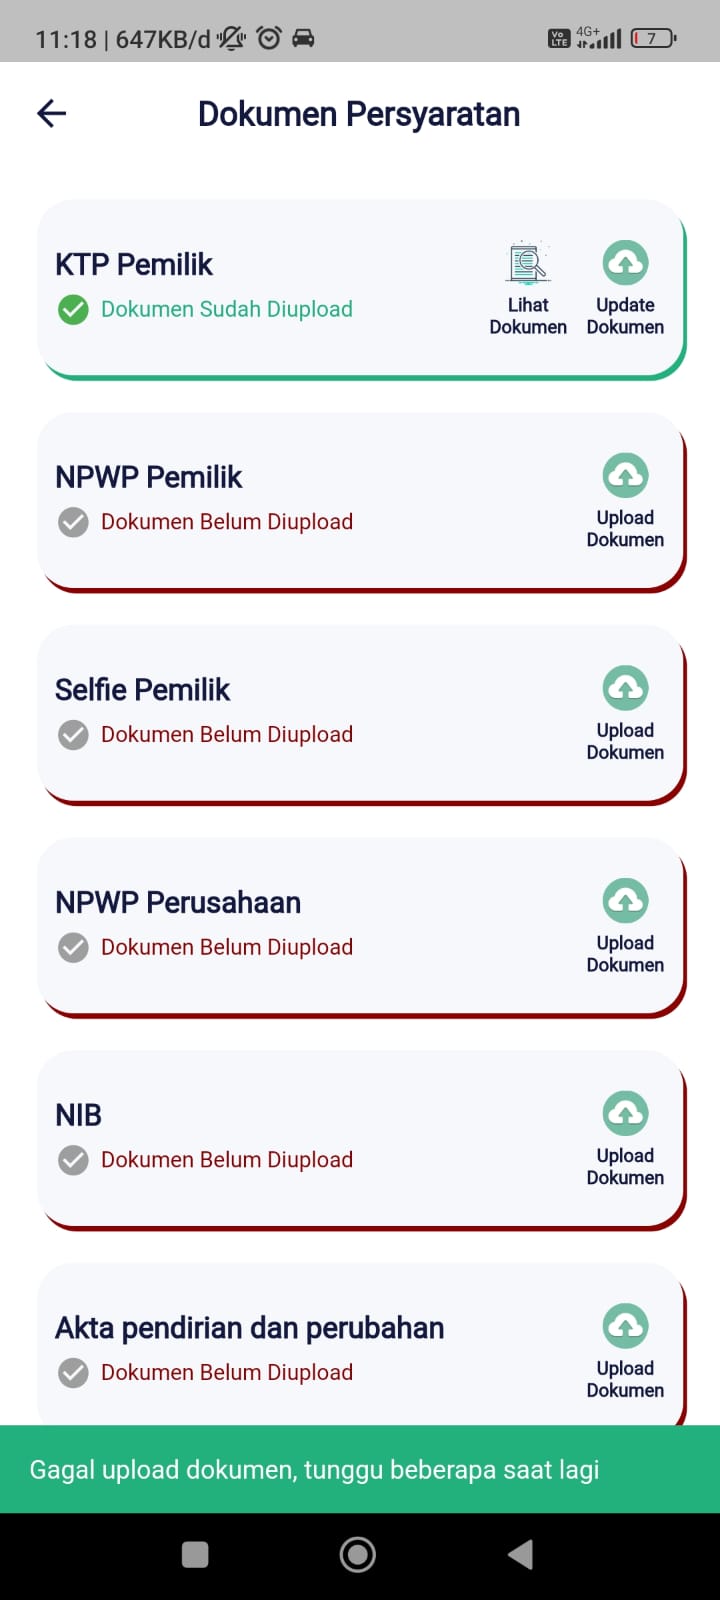 11:18 | 647KB/d
Vo LTE 4G+ 7
Dokumen Persyaratan
KTP Pemilik
Dokumen Sudah Diupload
Lihat Dokumen
Update Dokumen
NPWP Pemilik
Dokumen Belum Diupload
Upload Dokumen
Selfie Pemilik
Dokumen Belum Diupload
Upload Dokumen
NPWP Perusahaan
Dokumen Belum Diupload
Upload Dokumen
NIB
Dokumen Belum Diupload
Upload Dokumen
Akta pendirian dan perubahan
Dokumen Belum Diupload
Upload Dokumen
Gagal upload dokumen, tunggu beberapa saat lagi